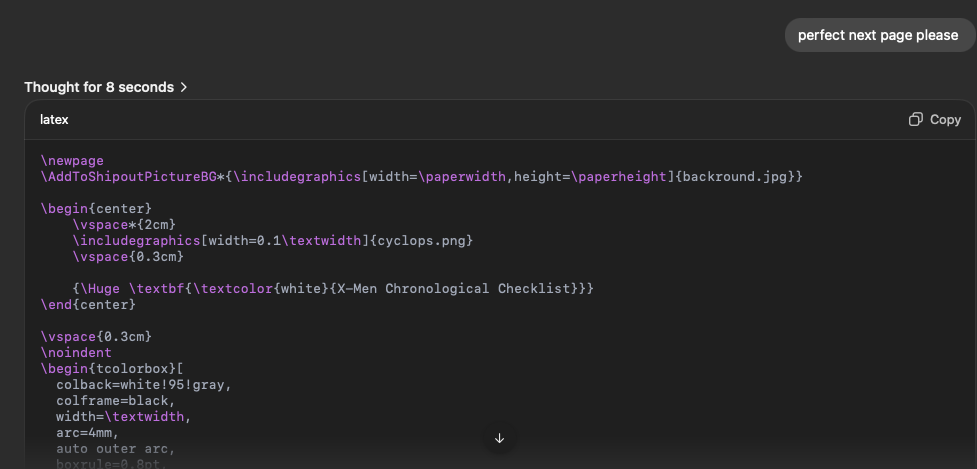 perfect next page please
Thought for 8 seconds
latex
Copy
\newpage
\AddToShipoutPictureBG*{\includegraphics[width=\paperwidth,height=\paperheight]{backround.jpg}}
\begin{center}
\vspace*{2cm}
\includegraphics[width=0.1\textwidth]{cyclops.png}
\vspace{0.3cm}
{\Huge \textbf{\textcolor{white}{X-Men Chronological Checklist}}}
\end{center}
\vspace{0.3cm}
\noindent
\begin{tcolorbox}[
colback=white!95!gray,
colframe=black,
width=\textwidth,
arc=4mm,
auto outer arc,
boxrule=0.8pt,